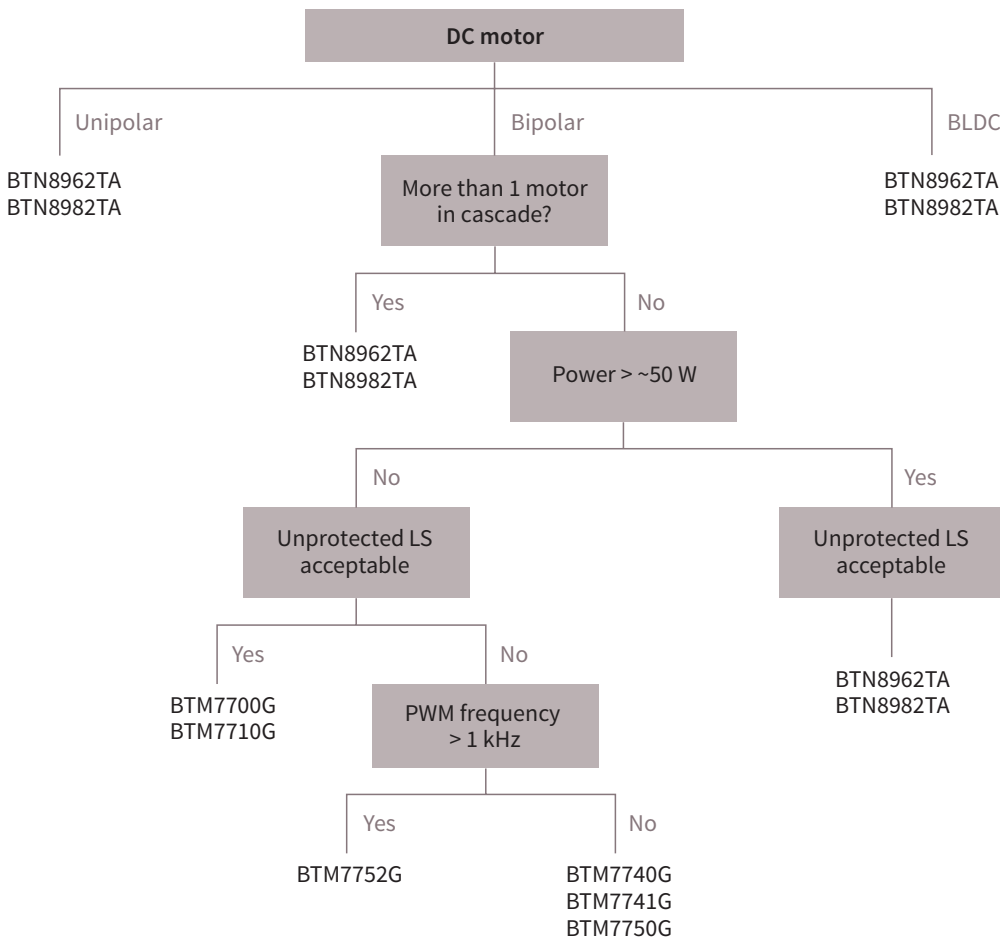 DC motor
Unipolar
Bipolar
BLDC
BTN8962TA
BTN8982TA
More than 1 motor
in cascade?
BTN8962TA
BTN8982TA
Yes
No
BTN8962TA
BTN8982TA
Power > ~50 W
No
Yes
Unprotected LS
acceptable
Unprotected LS
acceptable
Yes
No
BTM7700G
BTM7710G
PWM frequency
> 1 kHz
BTN8962TA
BTN8982TA
Yes
No
BTM7752G
BTM7740G
BTM7741G
BTM7750G